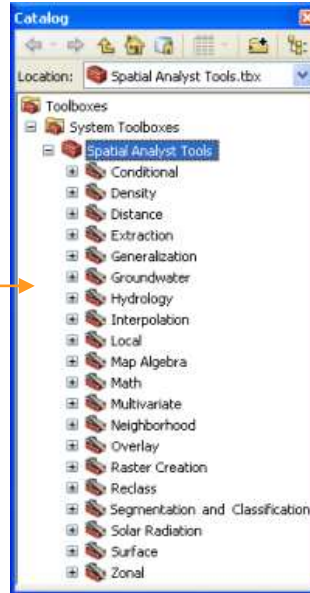 Catalog
Location: Spatial Analyst Tools.tbx
Toolboxes
System Toolboxes
Spatial Analyst Tools
Conditional
Density
Distance
Extraction
Generalization
Groundwater
Hydrology
Interpolation
Local
Map Algebra
Math
Multivariate
Neighborhood
Overlay
Raster Creation
Reclass
Segmentation and Classification
Solar Radiation
Surface
Zonal